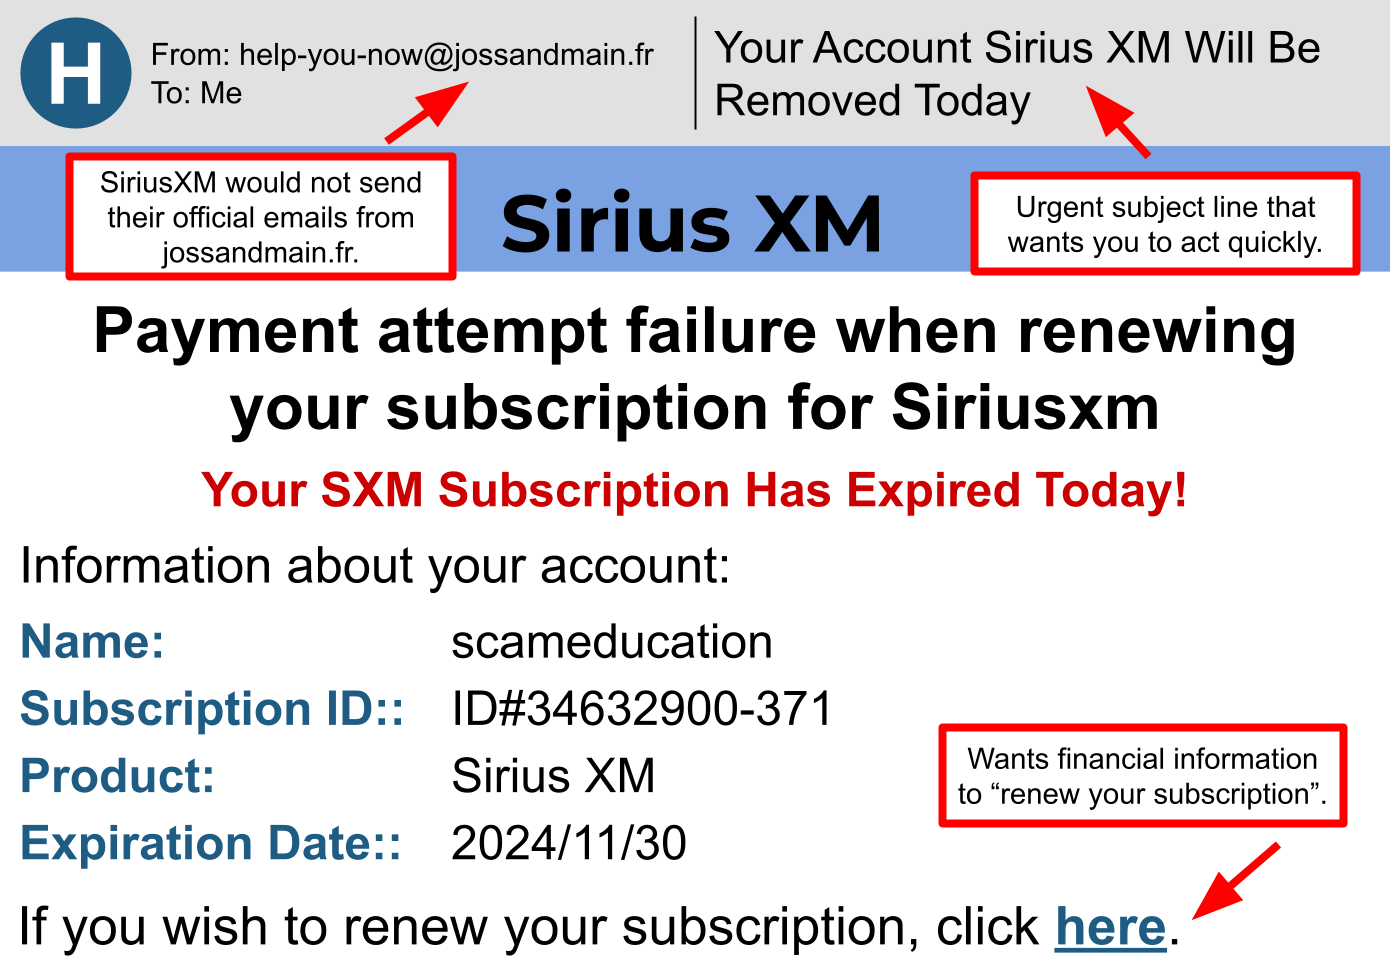 H
From: help-you-now@jossandmain.fr
To: Me
Your Account Sirius XM Will Be
Removed Today
SiriusXM would not send
their official emails from
jossandmain.fr.
Sirius XM
Urgent subject line that
wants you to act quickly.
Payment attempt failure when renewing
your subscription for Siriusxm
Your SXM Subscription Has Expired Today!
Information about your account:
Name: scameducation
Subscription ID:: ID#34632900-371
Product: Sirius XM
Expiration Date:: 2024/11/30
Wants financial information
to “renew your subscription”.
If you wish to renew your subscription, click here.